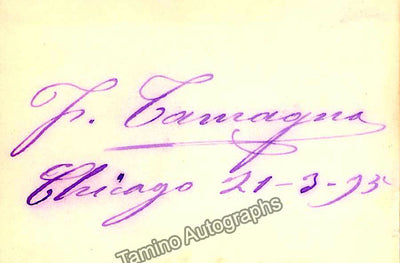 F. Tamagno
Chicago 21-3-95
Tamino Autographs